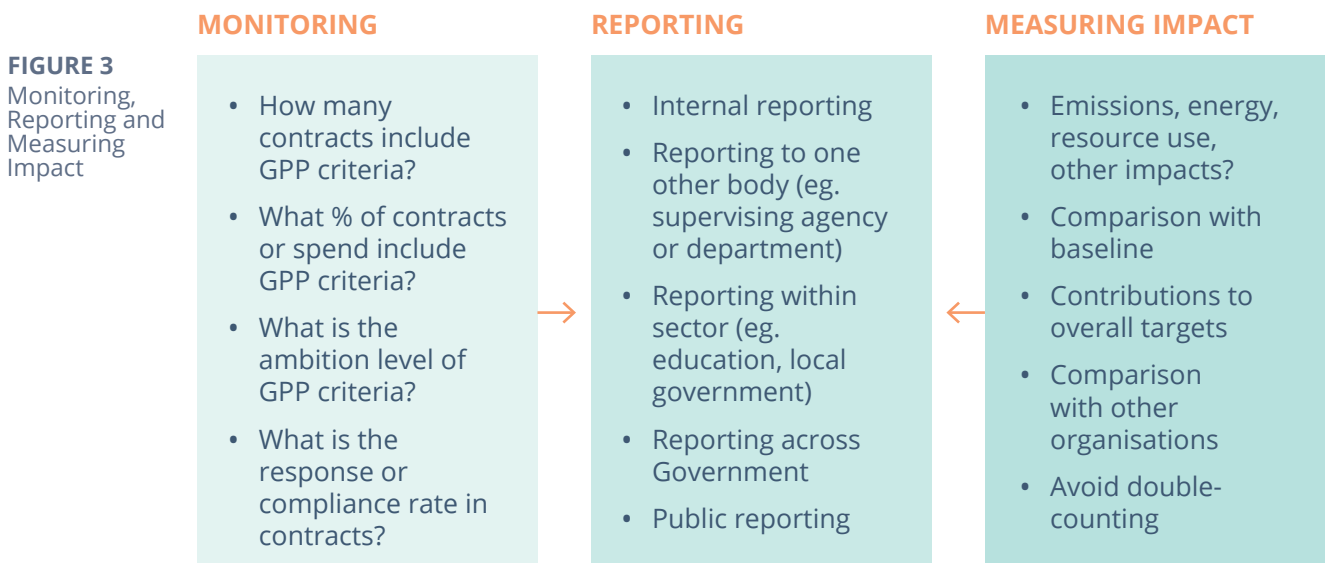 FIGURE 3
Monitoring,
Reporting and
Measuring
Impact
MONITORING
• How many
contracts include
GPP criteria?
• What % of contracts
or spend include
GPP criteria?
• What is the
ambition level of
GPP criteria?
• What is the
response or
compliance rate in
contracts?
→
REPORTING
• Internal reporting
• Reporting to one
other body (eg.
supervising agency
or department)
• Reporting within
sector (eg.
education, local
government)
• Reporting across
Government
• Public reporting
←
MEASURING IMPACT
• Emissions, energy,
resource use,
other impacts?
• Comparison with
baseline
• Contributions to
overall targets
• Comparison
with other
organisations
• Avoid double-
counting